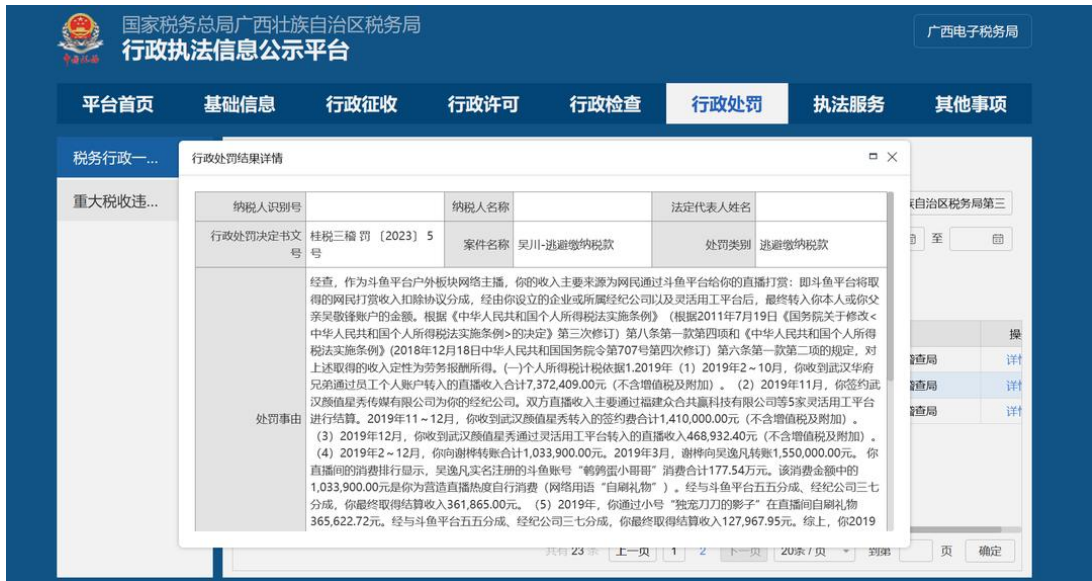 国家税务总局广西壮族自治区税务局
行政执法信息公示平台
广西电子税务局
平台首页 基础信息 行政征收 行政许可 行政检查 行政处罚 执法服务 其他事项
税务行政一...
重大税收违...
行政处罚结果详情
纳税人识别号 纳税人名称 法定代表人姓名
行政处罚决定书文号 桂税三稽 罚 〔2023〕 5号 案件名称 吴川-逃避缴纳税款 处罚类别 逃避缴纳税款
处罚事由
经查，作为斗鱼平台户外板块网络主播，你的收入主要来源为网民通过斗鱼平台给你的直播打赏：即斗鱼平台将取
得的网民打赏收入扣除协议分成，经由你设立的企业或所属经纪公司以及灵活用工平台后，最终转入你本人或你父
亲吴敬锋账户的金额。根据《中华人民共和国个人所得税法实施条例》（根据2011年7月19日《国务院关于修改<
中华人民共和国个人所得税法实施条例>的决定》第三次修订）第八条第一款第四项和《中华人民共和国个人所得
税法实施条例》(2018年12月18日中华人民共和国国务院令第707号第四次修订）第六条第一款第二项的规定，对
上述取得的收入定性为劳务报酬所得。(一)个人所得税计税依据1.2019年（1）2019年2~10月，你收到武汉华府
兄弟通过员工个人账户转入的直播收入合计7,372,409.00元（不含增值税及附加）。（2）2019年11月，你签约武
汉颜值星秀传媒有限公司为你的经纪公司。双方直播收入主要通过福建众合共赢科技有限公司等5家灵活用工平台
进行结算。2019年11~12月，你收到武汉颜值星秀转入的签约费合计1,410,000.00元（不含增值税及附加）。
（3）2019年12月，你收到武汉颜值星秀通过灵活用工平台转入的直播收入468,932.40元（不含增值税及附加）。
（4）2019年2~12月，你向谢桦转账合计1,033,900.00元。2019年3月，谢桦向吴逸凡转账1,550,000.00元。你
直播间的消费排行显示，吴逸凡实名注册的斗鱼账号“鹌鹑蛋小哥哥”消费合计177.54万元。该消费金额中的
1,033,900.00元是你为营造直播热度自行消费（网络用语“自刷礼物”）。经与斗鱼平台五五分成、经纪公司三七
分成，你最终取得结算收入361,865.00元。（5）2019年，你通过小号“独宠刀刀的影子”在直播间自刷礼物
365,622.72元。经与斗鱼平台五五分成、经纪公司三七分成，你最终取得结算收入127,967.95元。综上，你2019
自治区税务局第三
至
操
稽查局 详
查局 详
稽查局 详
共有 23 条 上一页 1 2 下一页 20条 / 页 到第 页 确定